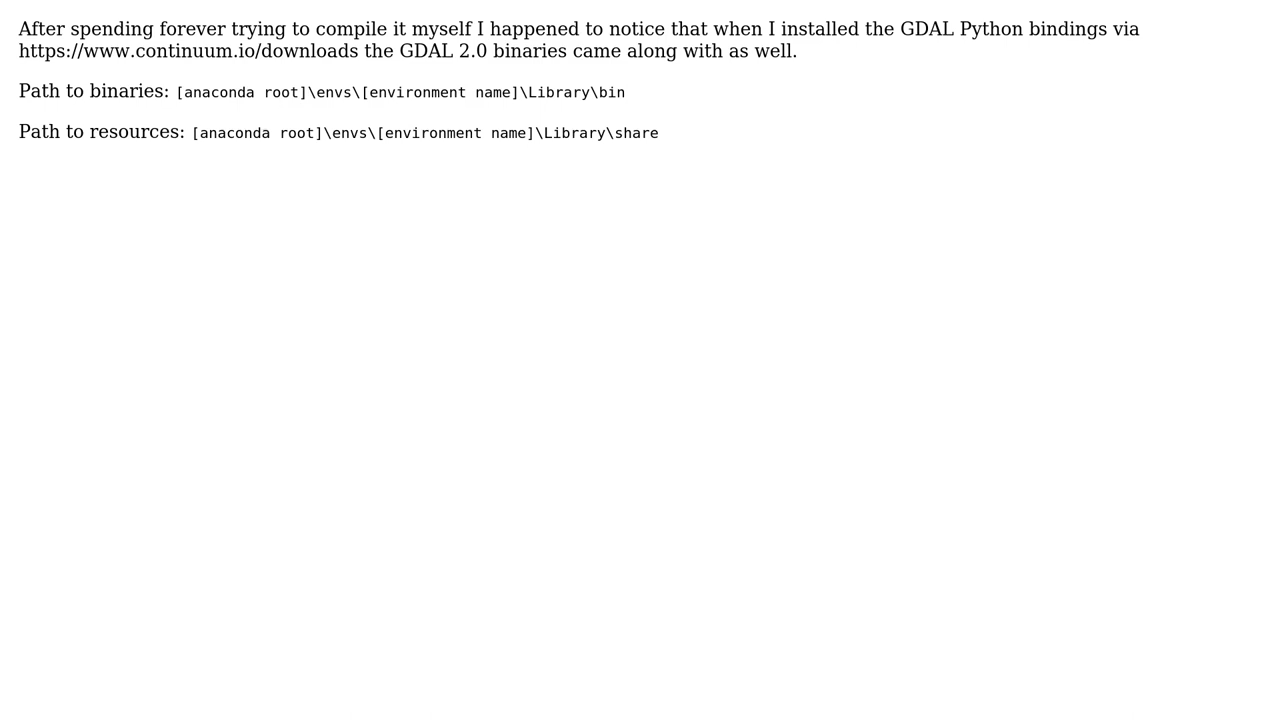 After spending forever trying to compile it myself I happened to notice that when I installed the GDAL Python bindings via
https://www.continuum.io/downloads the GDAL 2.0 binaries came along with as well.
Path to binaries: [anaconda root]\envs\[environment name]\Library\bin
Path to resources: [anaconda root]\envs\[environment name]\Library\share